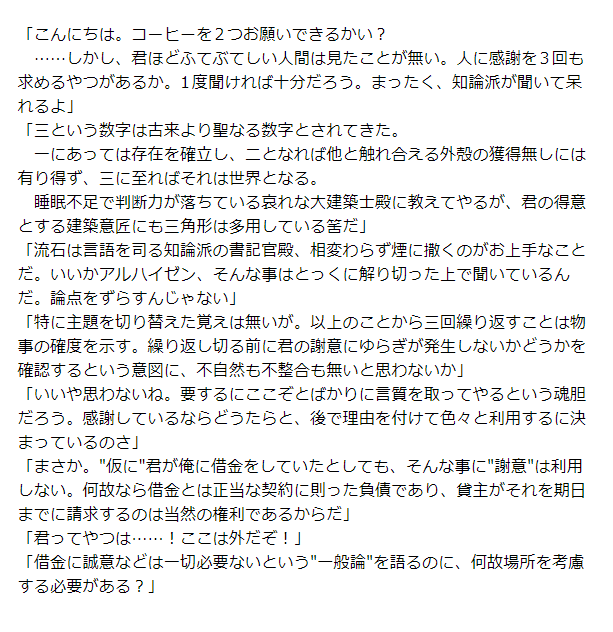 「こんにちは。コーヒーを２つお願いできるかい？
　……しかし、君ほどふてぶてしい人間は見たことが無い。人に感謝を３回も
求めるやつがあるか。1 度聞ければ十分だろう。まったく、知論派が聞いて呆
れるよ」
「三という数字は古来より聖なる数字とされてきた。
　一にあっては存在を確立し、二となれば他と触れ合える外殻の獲得無しには
有り得ず、三に至ればそれは世界となる。
　睡眠不足で判断力が落ちている哀れな大建築士殿に教えてやるが、君の得意
とする建築意匠にも三角形は多用している筈だ」
「流石は言語を司る知論派の書記官殿、相変わらず煙に撒くのがお上手なこと
だ。いいかアルハイゼン、そんな事はとっくに解り切った上で聞いているん
だ。論点をずらすんじゃない」
「特に主題を切り替えた覚えは無いが。以上のことから三回繰り返すことは物
事の確度を示す。繰り返し切る前に君の謝意にゆらぎが発生しないかどうかを
確認するという意図に、不自然も不整合も無いと思わないか」
「いいや思わないね。要するにここぞとばかりに言質を取ってやるという魂胆
だろう。感謝しているならどうたらと、後で理由を付けて色々と利用するに決
まっているのさ」
「まさか。"仮に"君が俺に借金をしていたとしても、そんな事に"謝意"は利用
しない。何故なら借金とは正当な契約に則った負債であり、貸主がそれを期日
までに請求するのは当然の権利であるからだ」
「君ってやつは……！ここは外だぞ！」
「借金に誠意などは一切必要ないという"一般論"を語るのに、何故場所を考慮
する必要がある？」